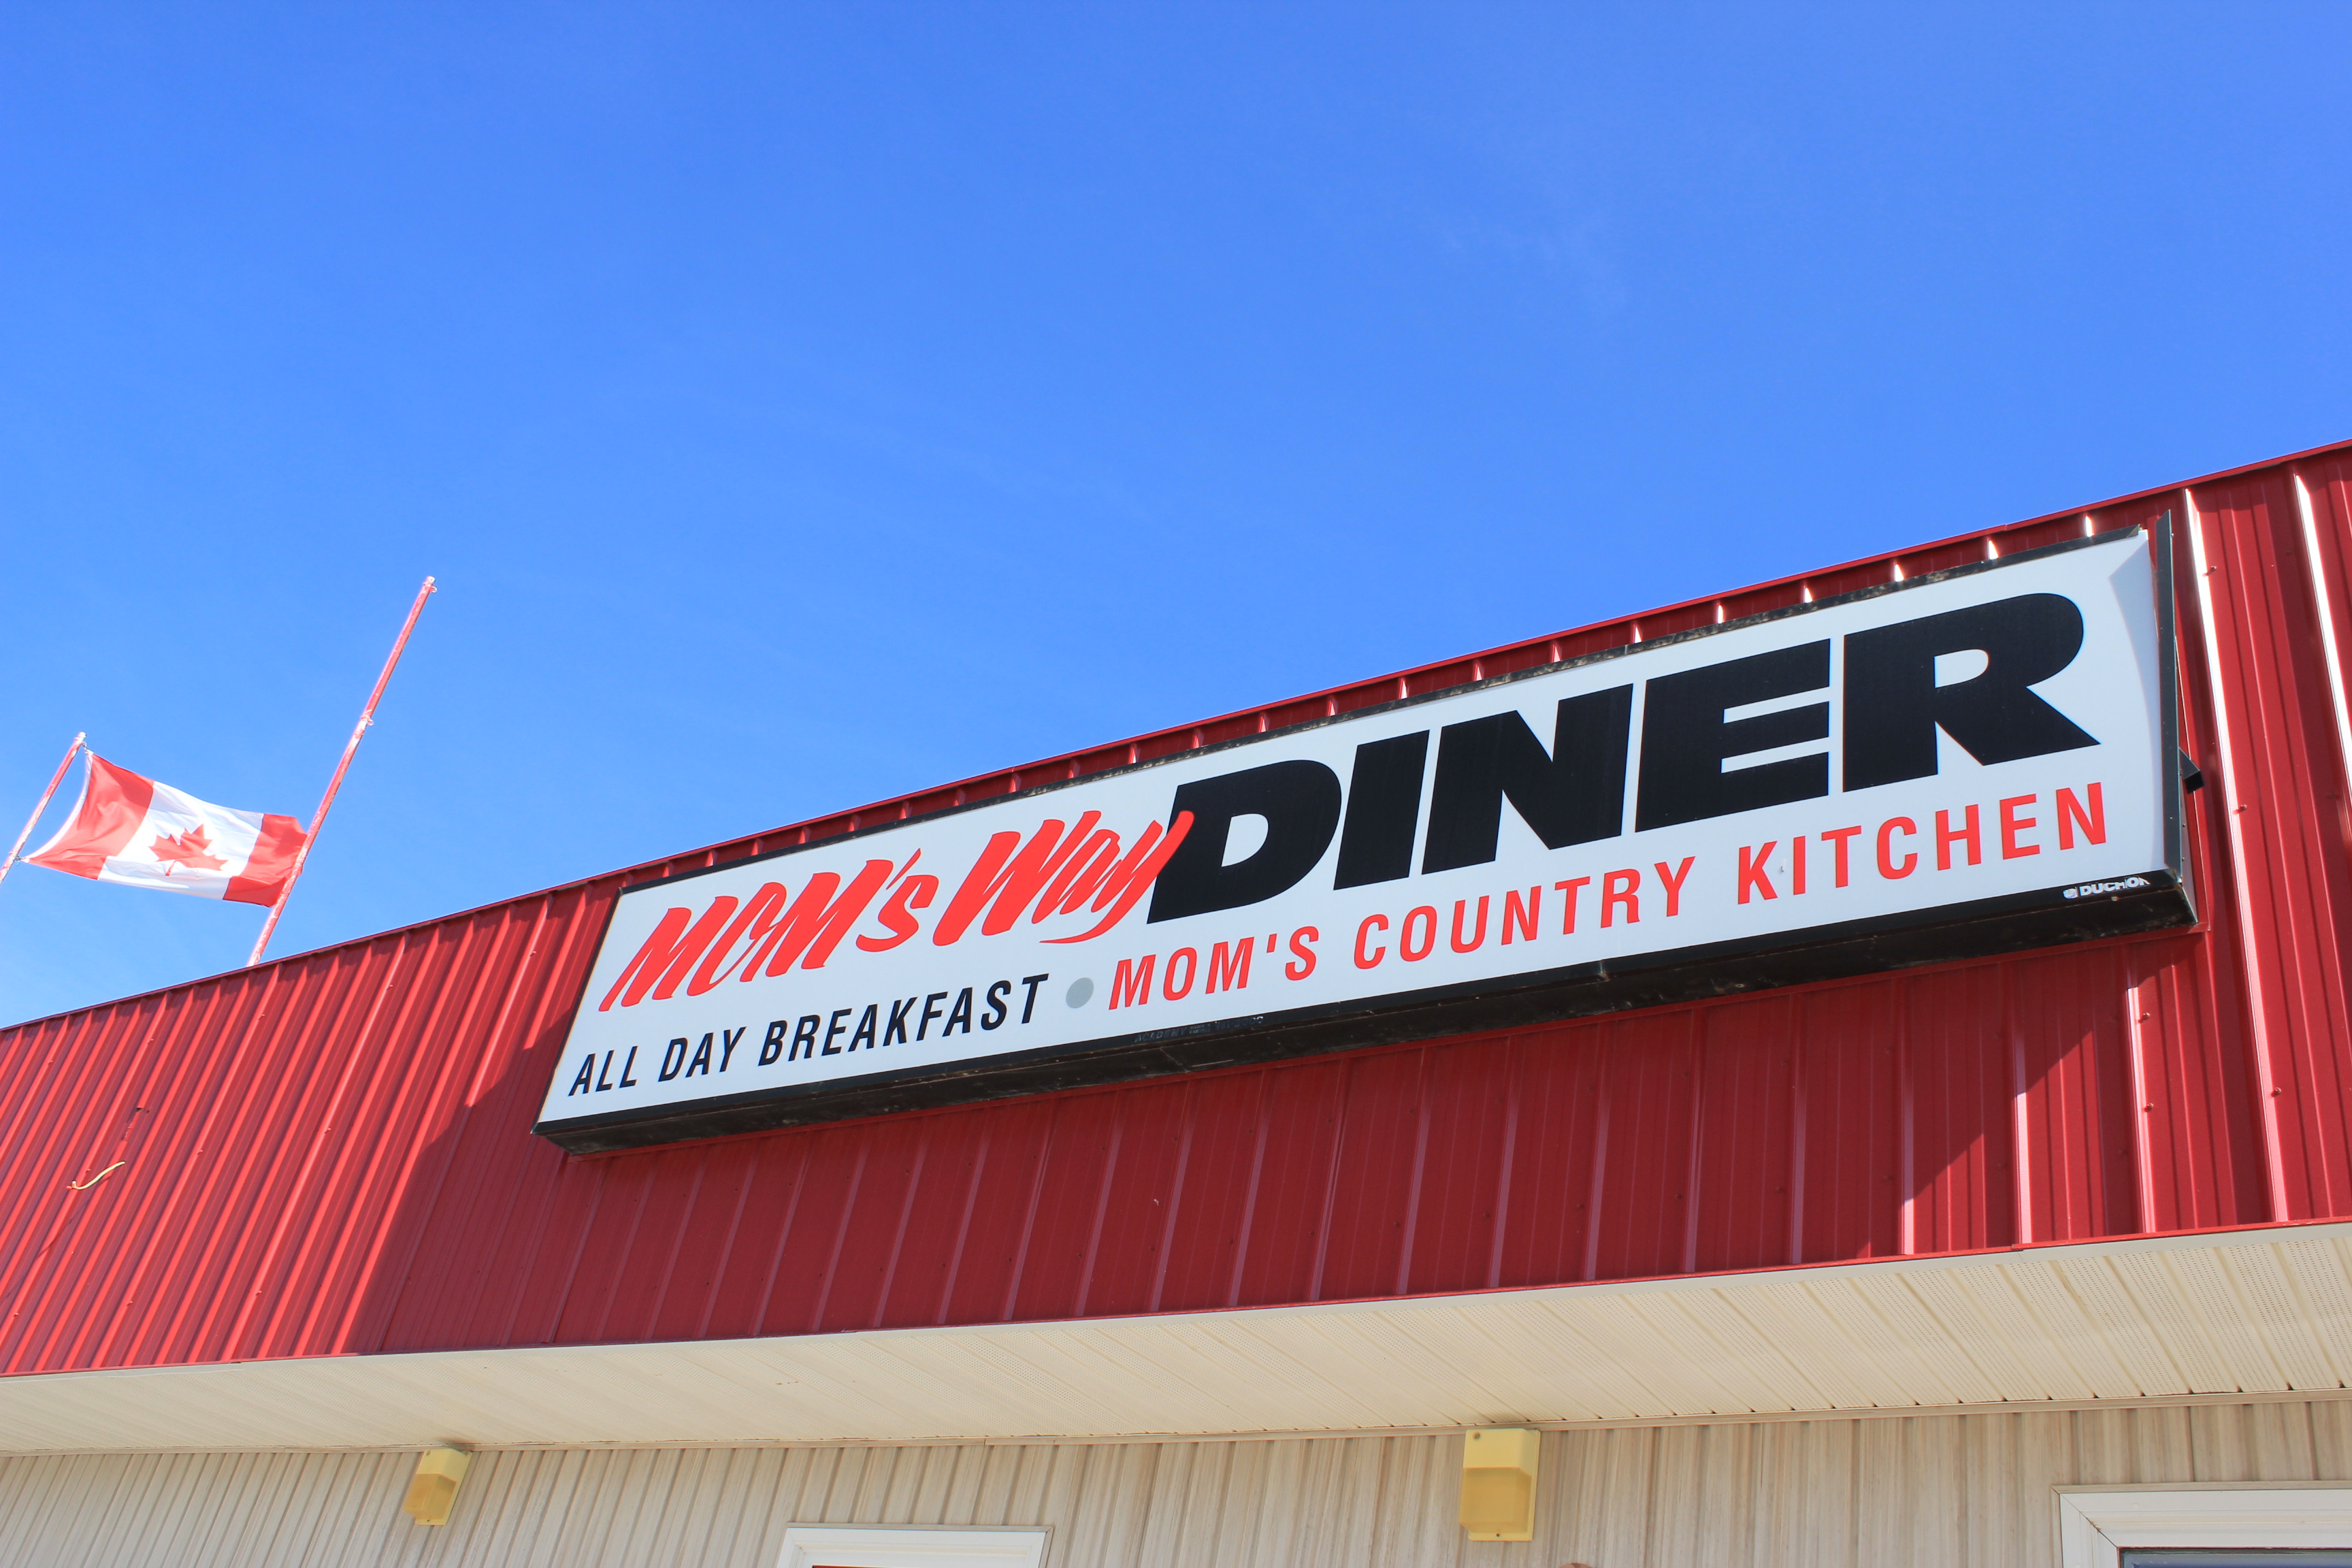 MOM's Way DINER
ALL DAY BREAKFAST • MOM'S COUNTRY KITCHEN
DUCHON